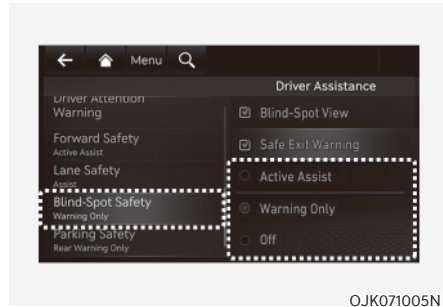 Menu
Driver Assistance
Driver Attention
Warning
Forward Safety
Active Assist
Lane Safety
Assist
Blind-Spot Safety
Warning Only
Parking Safety
Rear Warning Only
Blind-Spot View
Safe Exit Warning
Active Assist
Warning Only
Off
OJK071005N